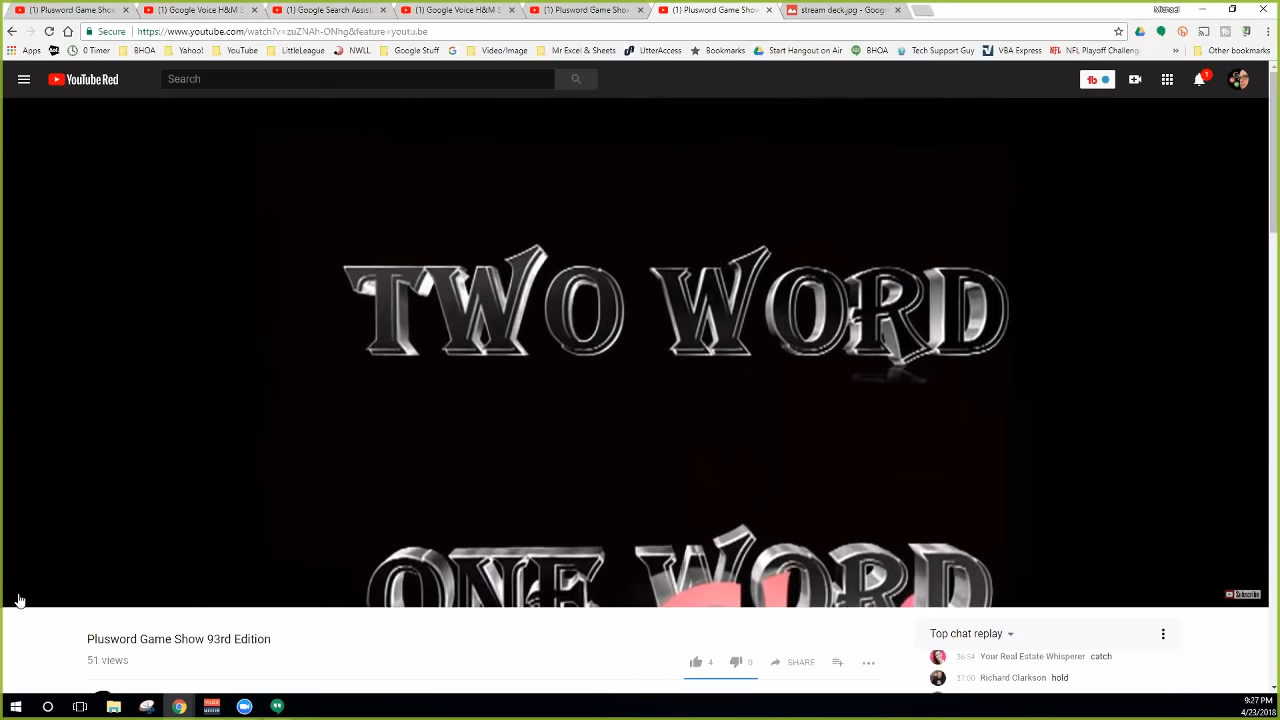 (1) Plusword Game Show
(1) Google Voice H&M S
(1) Google Search Assist
(1) Google Voice H&M S
(1) Plusword Game Show
(1) Plusword Game Show
stream deck.jpg - Goog
Michael
Secure
https://www.youtube.com/watch?v=zuZNAh-ONhg&feature=youtu.be
Apps
0 Timer
BHOA
Yahoo!
YouTube
LittleLeague
NWLL
Google Stuff
Video/Image
Mr Excel & Sheets
UtterAccess
Bookmarks
Start Hangout on Air
BHOA
Tech Support Guy
VBA Express
NFL Playoff Challeng
»
Other bookmarks
YouTube Red
Search
tb
1
TWO WORD
ONE WORD
Subscribe
Plusword Game Show 93rd Edition
51 views
4
0
SHARE
Top chat replay
36:54 Your Real Estate Whisperer catch
37:00 Richard Clarkson hold
9:27 PM
4/23/2018